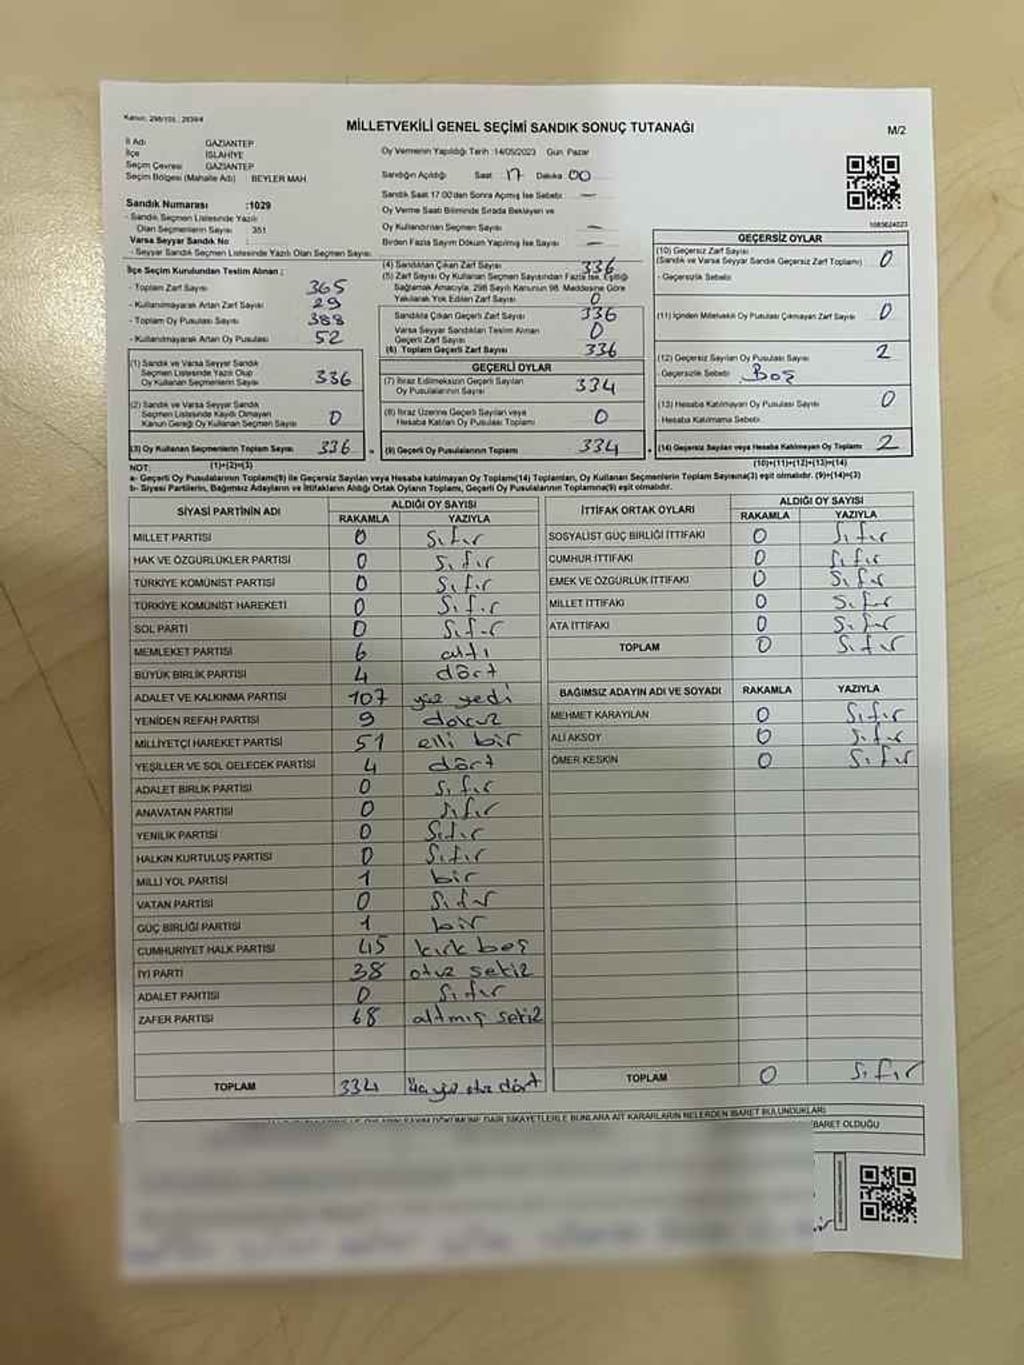 Kanun: 298/105, 2839/4
MİLLETVEKİLİ GENEL SEÇİMİ SANDIK SONUÇ TUTANAĞI
M/2
İl Adı GAZİANTEP
İlçe İSLAHİYE
Seçim Çevresi GAZİANTEP
Seçim Bölgesi (Mahalle Adı) BEYLER MAH.
Sandık Numarası :1029
- Sandık Seçmen Listesinde Yazılı
Olan Seçmenlerin Sayısı 351
Varsa Seyyar Sandık No :
- Seyyar Sandık Seçmen Listesinde Yazılı Olan Seçmen Sayısı:
Oy Vermenin Yapıldığı Tarih :14/05/2023 Gün: Pazar
Sandığın Açıldığı Saat 17 Dakika 00
Sandık Saat 17.00'den Sonra Açılmış İse Sebebi: —
Oy Verme Saati Bitiminde Sırada Bekleyen ve
Oy Kullandırılan Seçmen Sayısı —
Birden Fazla Sayım Döküm Yapılmış İse Sayısı —
1083624023
İlçe Seçim Kurulundan Teslim Alınan :
- Toplam Zarf Sayısı 365
- Kullanılmayarak Artan Zarf Sayısı 29
- Toplam Oy Pusulası Sayısı 388
- Kullanılmayarak Artan Oy Pusulası 52
(1) Sandık ve Varsa Seyyar Sandık
Seçmen Listesinde Yazılı Olup
Oy Kullanan Seçmenlerin Sayısı 336
(2) Sandık ve Varsa Seyyar Sandık
Seçmen Listesinde Kaydı Olmayan
Kanun Gereği Oy Kullanan Seçmen Sayısı 0
(3) Oy Kullanan Seçmenlerin Toplam Sayısı 336
(1)+(2)=(3)
(4) Sandıktan Çıkan Zarf Sayısı 336
(5) Zarf Sayısı Oy Kullanan Seçmen Sayısından Fazla İse, Eşitliği
Sağlamak Amacıyla, 298 Sayılı Kanunun 98. Maddesine Göre
Yakılarak Yok Edilen Zarf Sayısı 0
Sandıkta Çıkan Geçerli Zarf Sayısı 336
Varsa Seyyar Sandıktan Teslim Alınan
Geçerli Zarf Sayısı 0
(6) Toplam Geçerli Zarf Sayısı 336
GEÇERLİ OYLAR
(7) İtiraz Edilmeksizin Geçerli Sayılan
Oy Pusulalarının Sayısı 334
(8) İtiraz Üzerine Geçerli Sayılan veya
Hesaba Katılan Oy Pusulası Toplamı 0
(9) Geçerli Oy Pusulalarının Toplamı 334
GEÇERSİZ OYLAR
(10) Geçersiz Zarf Sayısı
(Sandık ve Varsa Seyyar Sandık Geçersiz Zarf Toplamı) 0
- Geçersizlik Sebebi:
(11) İçinden Milletvekili Oy Pusulası Çıkmayan Zarf Sayısı 0
(12) Geçersiz Sayılan Oy Pusulası Sayısı 2
- Geçersizlik Sebebi: Boş
(13) Hesaba Katılmayan Oy Pusulası Sayısı 0
Hesaba Katılmama Sebebi:
(14) Geçersiz Sayılan veya Hesaba Katılmayan Oy Toplamı 2
(10)+(11)+(12)+(13)=(14)
NOT:
a- Geçerli Oy Pusulalarının Toplamı(9) ile Geçersiz Sayılan veya Hesaba katılmayan Oy Toplamı(14) Toplamları, Oy Kullanan Seçmenlerin Toplam Sayısına(3) eşit olmalıdır. (9)+(14)=(3)
b- Siyasi Partilerin, Bağımsız Adayların ve İttifakların Aldığı Ortak Oyların Toplamı, Geçerli Oy Pusulalarının Toplamına(9) eşit olmalıdır.
SİYASİ PARTİNİN ADI ALDIĞI OY SAYISI
RAKAMLA YAZIYLA
MİLLET PARTİSİ 0 Sıfır
HAK VE ÖZGÜRLÜKLER PARTİSİ 0 Sıfır
TÜRKİYE KOMÜNİST PARTİSİ 0 Sıfır
TÜRKİYE KOMÜNİST HAREKETİ 0 Sıfır
SOL PARTİ 0 Sıfır
MEMLEKET PARTİSİ 6 altı
BÜYÜK BİRLİK PARTİSİ 4 dört
ADALET VE KALKINMA PARTİSİ 107 yüz yedi
YENİDEN REFAH PARTİSİ 9 dokuz
MİLLİYETÇİ HAREKET PARTİSİ 51 elli bir
YEŞİLLER VE SOL GELECEK PARTİSİ 4 dört
ADALET BİRLİK PARTİSİ 0 Sıfır
ANAVATAN PARTİSİ 0 Sıfır
YENİLİK PARTİSİ 0 Sıfır
HALKIN KURTULUŞ PARTİSİ 0 Sıfır
MİLLİ YOL PARTİSİ 1 bir
VATAN PARTİSİ 0 Sıfır
GÜÇ BİRLİĞİ PARTİSİ 1 bir
CUMHURİYET HALK PARTİSİ 45 kırk beş
İYİ PARTİ 38 otuz sekiz
ADALET PARTİSİ 0 Sıfır
ZAFER PARTİSİ 68 altmış sekiz
TOPLAM 334 üçyüz otuz dört
İTTİFAK ORTAK OYLARI ALDIĞI OY SAYISI
RAKAMLA YAZIYLA
SOSYALİST GÜÇ BİRLİĞİ İTTİFAKI 0 Sıfır
CUMHUR İTTİFAKI 0 Sıfır
EMEK VE ÖZGÜRLÜK İTTİFAKI 0 Sıfır
MİLLET İTTİFAKI 0 Sıfır
ATA İTTİFAKI 0 Sıfır
TOPLAM 0 Sıfır
BAĞIMSIZ ADAYIN ADI VE SOYADI RAKAMLA YAZIYLA
MEHMET KARAYILAN 0 Sıfır
ALİ AKSOY 0 Sıfır
ÖMER KESKİN 0 Sıfır
TOPLAM 0 Sıfır
DÖKÜMÜNE DAİR ŞİKAYETLERLE BUNLARA AİT KARARLARIN NELERDEN İBARET BULUNDUKLARI
İBARET OLDUĞU